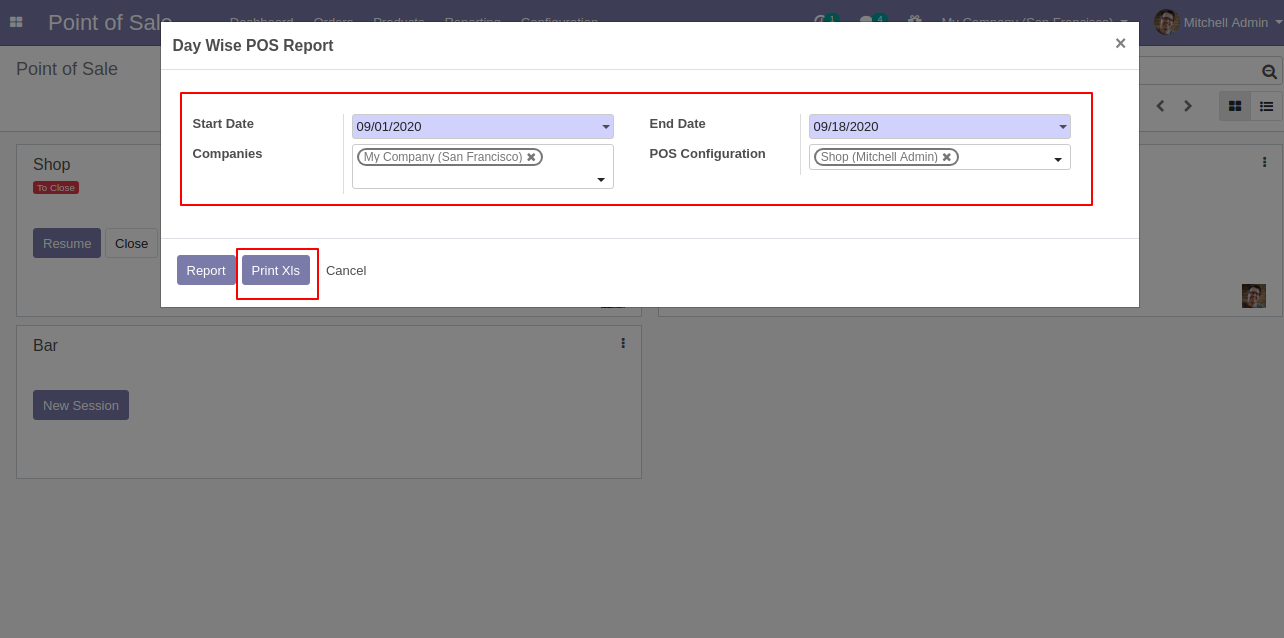 Point of Sale Dashboard Orders Products Reporting Configuration 1 4 My Company (San Francisco) Mitchell Admin
Day Wise POS Report ×
Point of Sale
Start Date 09/01/2020 End Date 09/18/2020
Companies My Company (San Francisco) POS Configuration Shop (Mitchell Admin)
Shop
To Close
Resume Close
Report Print Xls Cancel
Bar
New Session